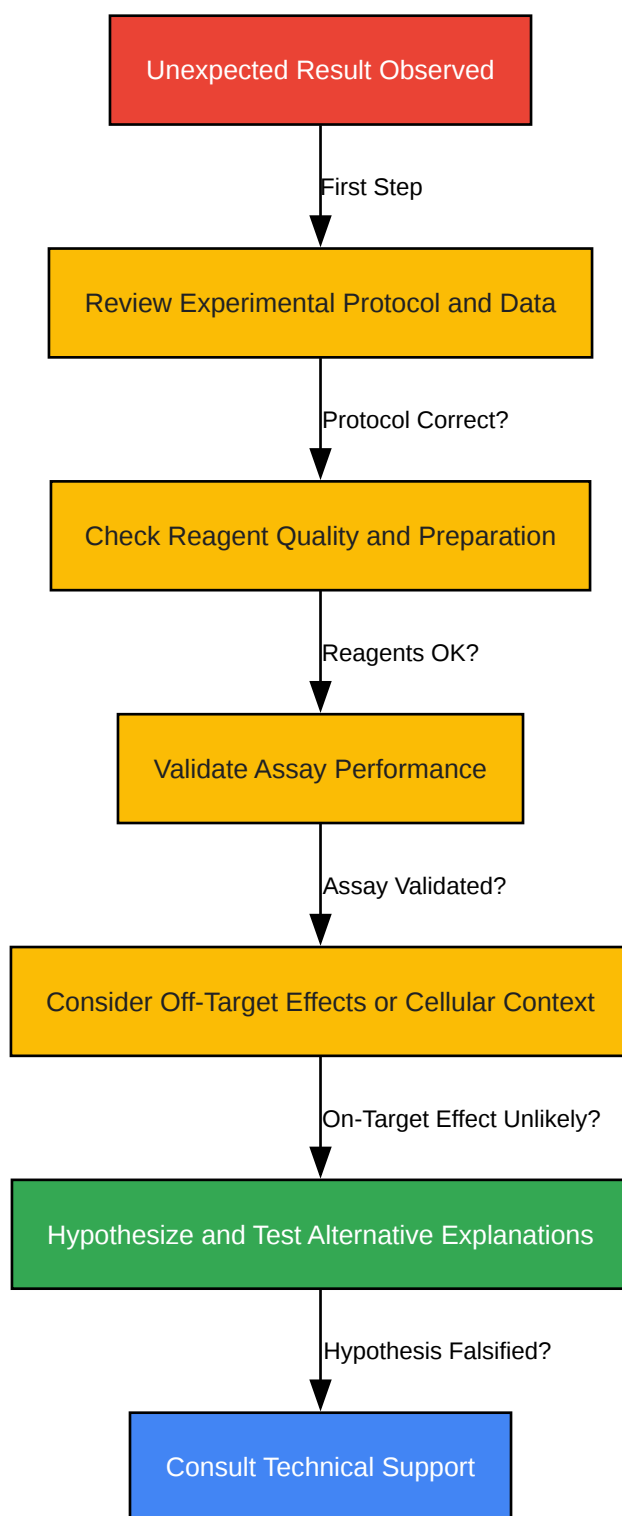 Unexpected Result Observed
First Step
Review Experimental Protocol and Data
Protocol Correct?
Check Reagent Quality and Preparation
Reagents OK?
Validate Assay Performance
Assay Validated?
Consider Off-Target Effects or Cellular Context
On-Target Effect Unlikely?
Hypothesize and Test Alternative Explanations
Hypothesis Falsified?
Consult Technical Support